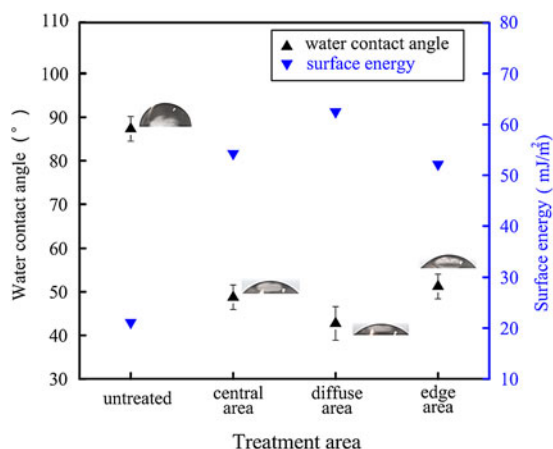 110
100
90
80
70
60
50
40
30
Water contact angle ( ° )
water contact angle
surface energy
80
70
60
50
40
30
20
10
Surface energy ( mJ/m²)
untreated
central
area
diffuse
area
edge
area
Treatment area